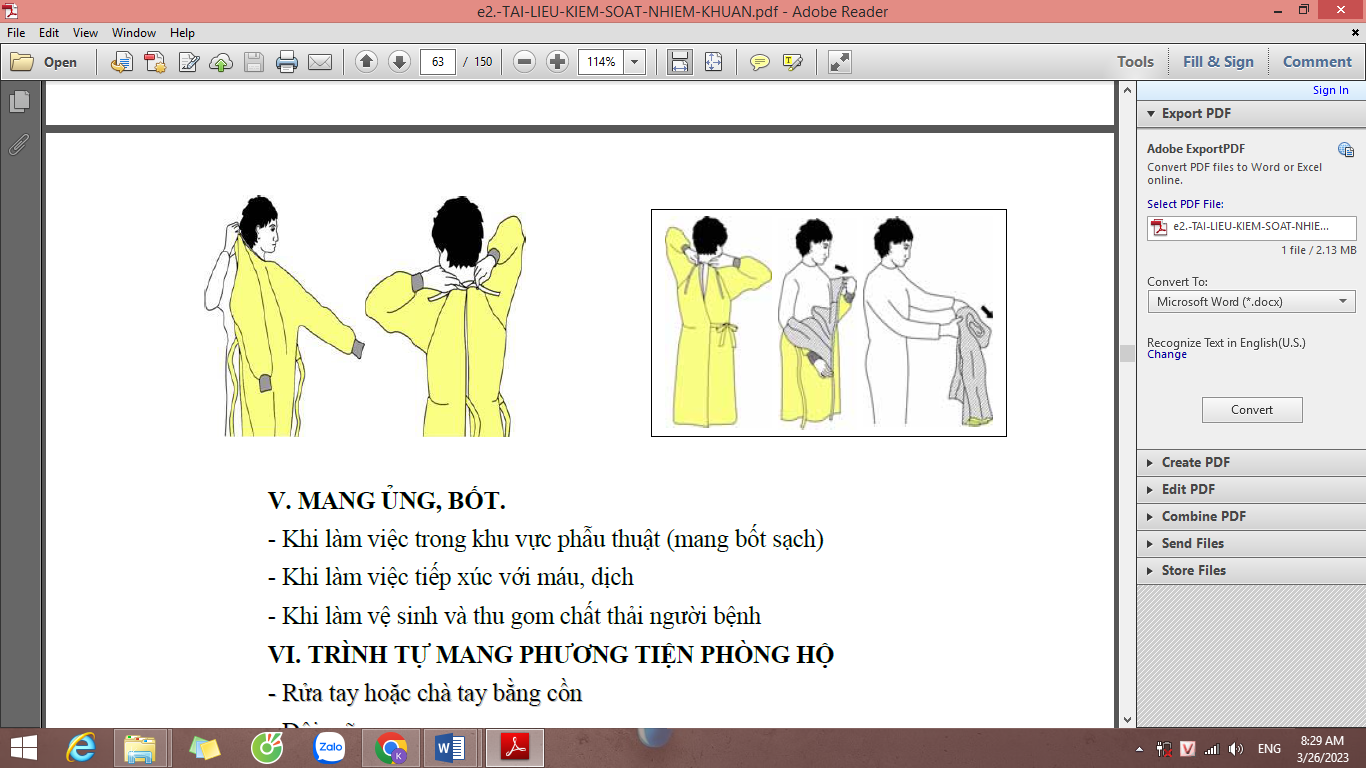 e2.-TAI-LIEU-KIEM-SOAT-NHIEM-KHUAN.pdf - Adobe Reader
File Edit View Window Help
Open 63 / 150 114% Tools Fill & Sign Comment
Sign In
Export PDF
Adobe ExportPDF
Convert PDF files to Word or Excel
online.
Select PDF File:
e2.-TAI-LIEU-KIEM-SOAT-NHIE...
1 file / 2.13 MB
Convert To:
Microsoft Word (*.docx)
Recognize Text in English(U.S.)
Change
Convert
Create PDF
Edit PDF
Combine PDF
Send Files
Store Files
V. MANG ỦNG, BỐT.
- Khi làm việc trong khu vực phẫu thuật (mang bốt sạch)
- Khi làm việc tiếp xúc với máu, dịch
- Khi làm vệ sinh và thu gom chất thải người bệnh
VI. TRÌNH TỰ MANG PHƯƠNG TIỆN PHÒNG HỘ
- Rửa tay hoặc chà tay bằng cồn
Zalo K W V ENG 8:29 AM
3/26/2023